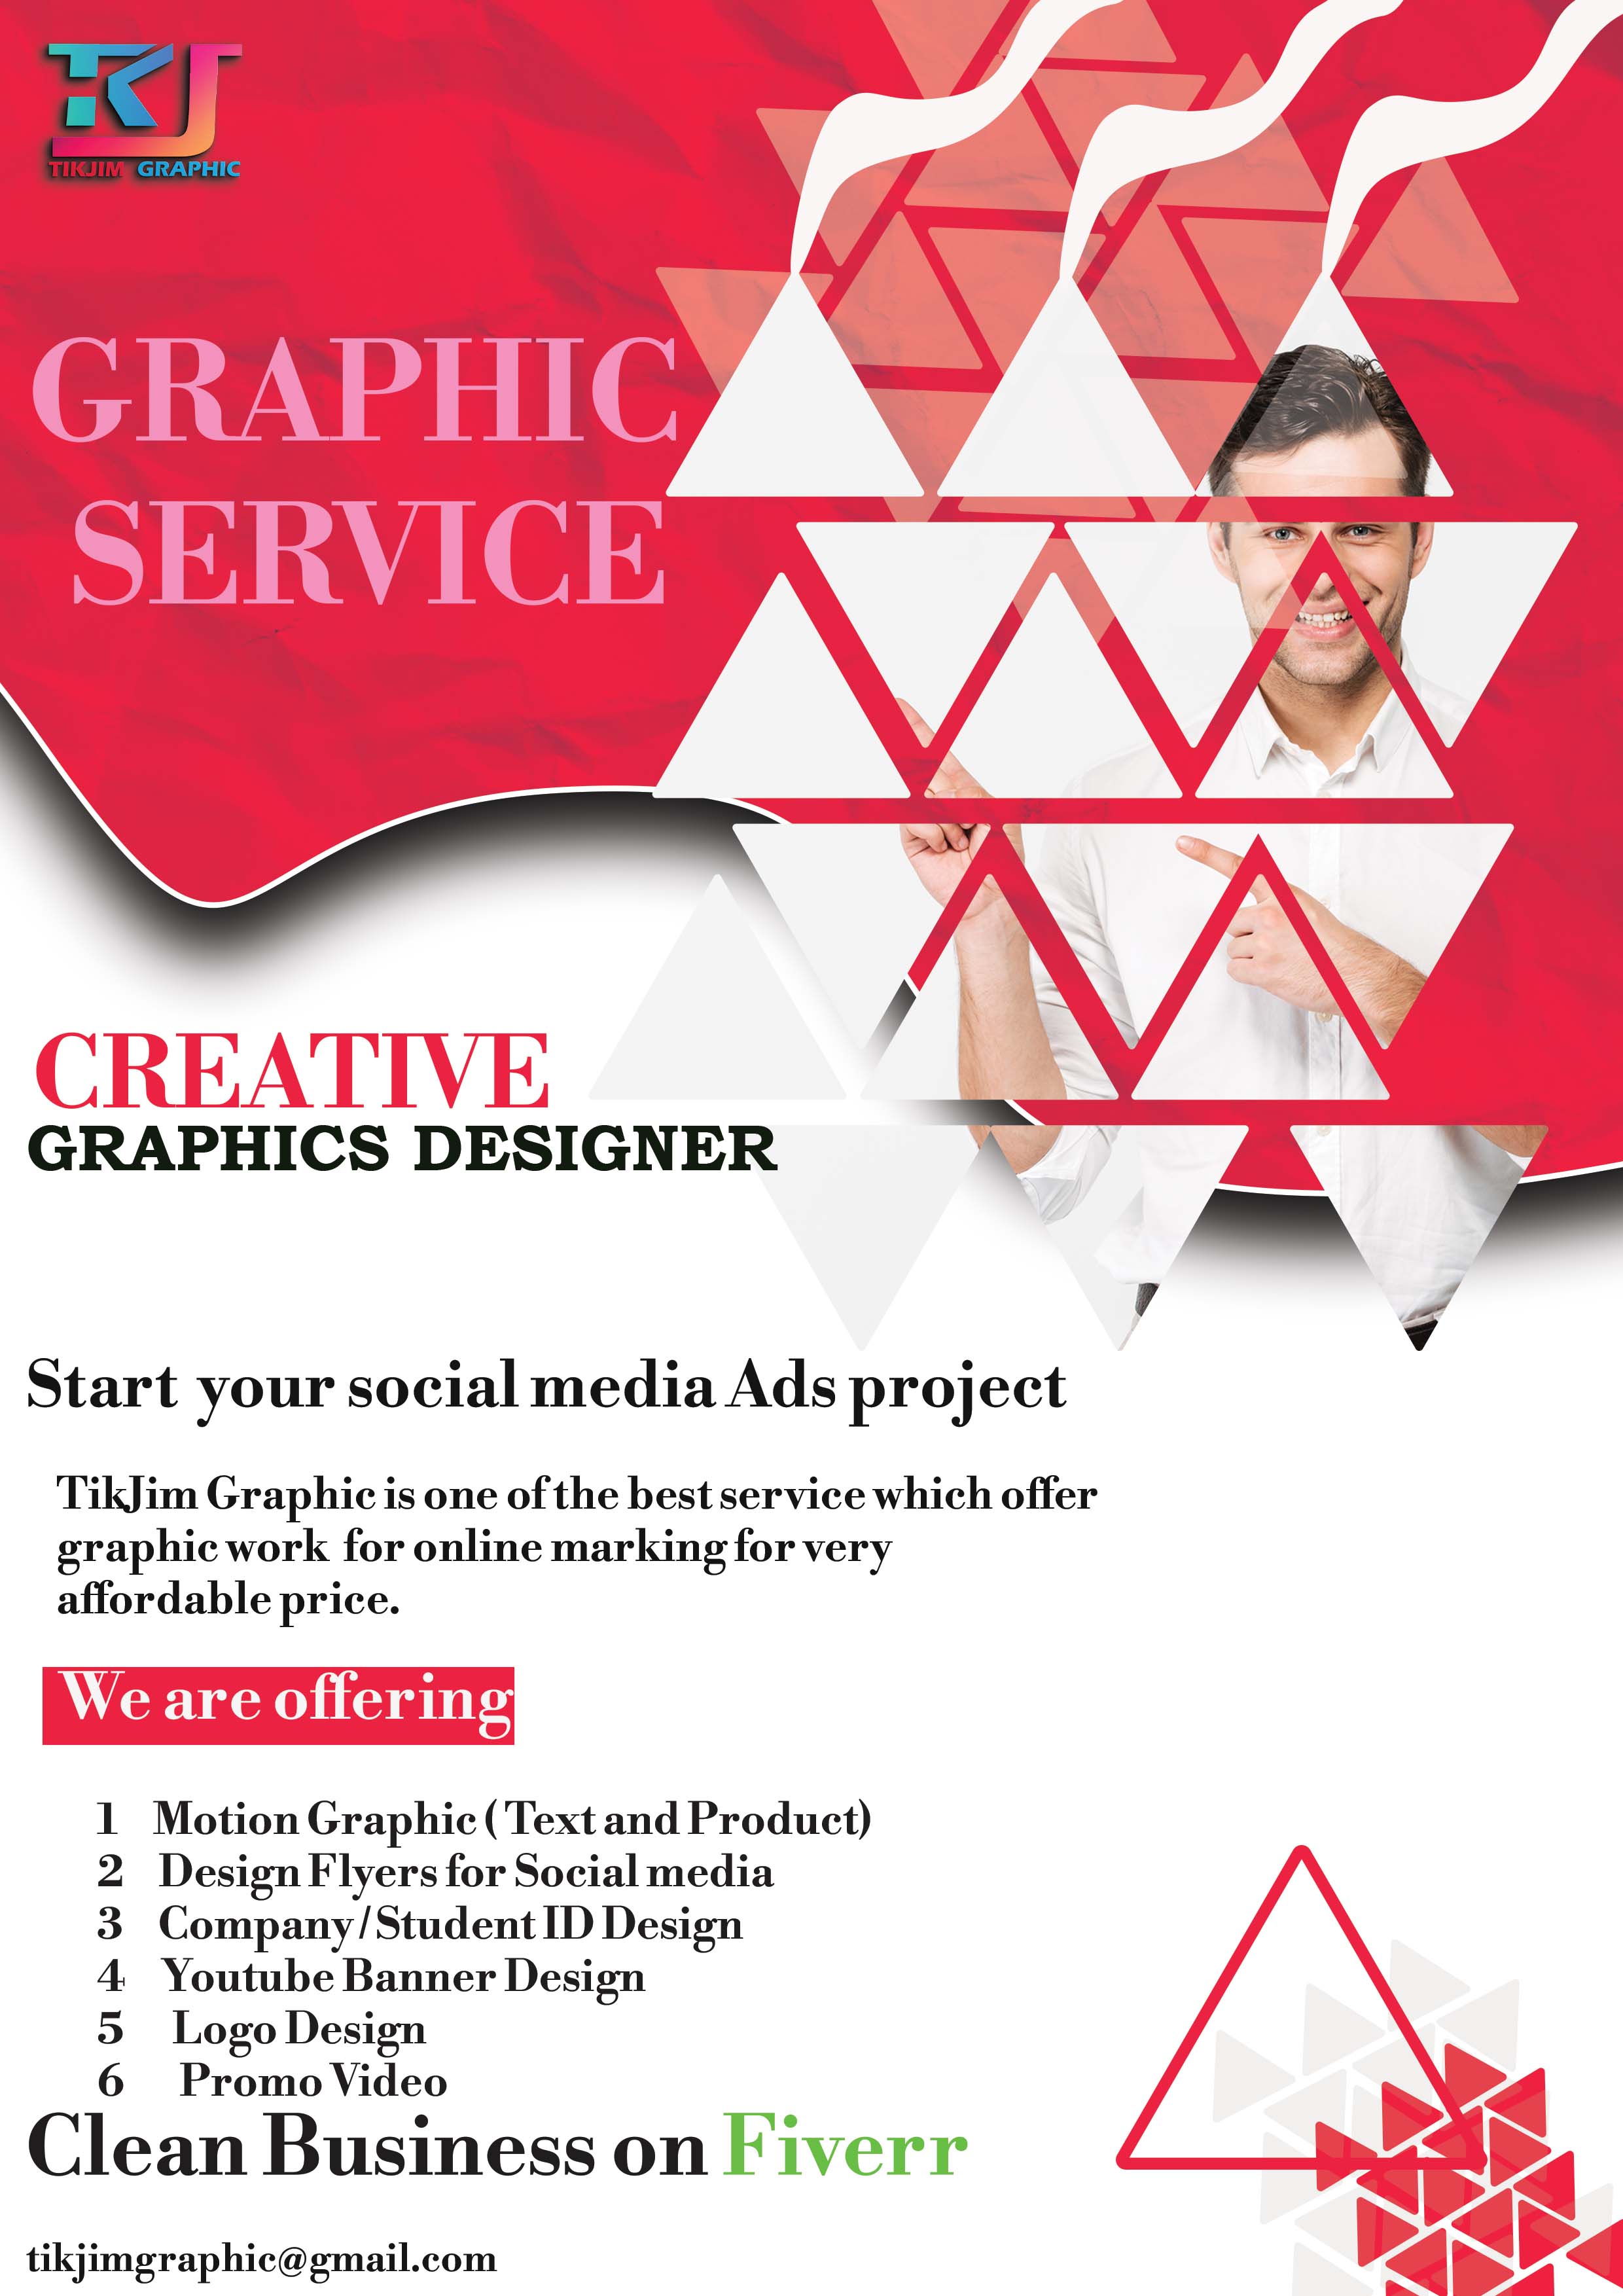 TKJ
TIKJIM GRAPHIC
GRAPHIC
SERVICE
CREATIVE
GRAPHICS DESIGNER
Start your social media Ads project
TikJim Graphic is one of the best service which offer
graphic work for online marking for very
affordable price.
We are offering
1 Motion Graphic ( Text and Product)
2 Design Flyers for Social media
3 Company/Student ID Design
4 Youtube Banner Design
5 Logo Design
6 Promo Video
Clean Business on Fiverr
tikjimgraphic@gmail.com